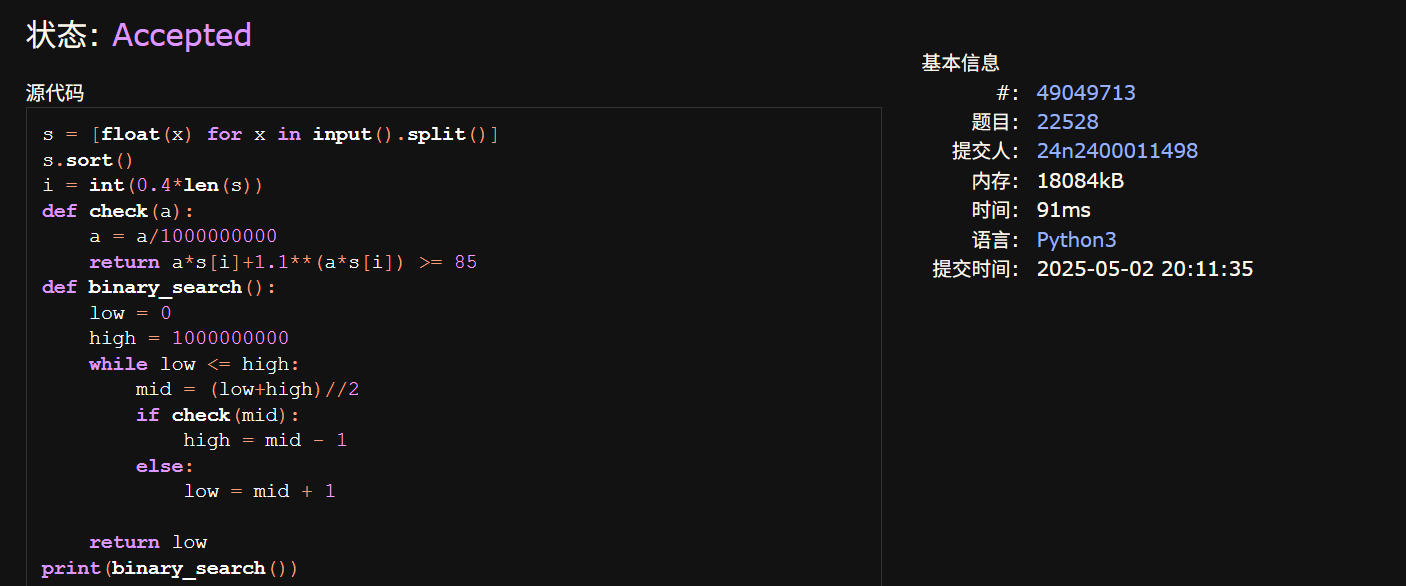 状态: Accepted
源代码
s = [float(x) for x in input().split()]
s.sort()
i = int(0.4*len(s))
def check(a):
    a = a/1000000000
    return a*s[i]+1.1**(a*s[i]) >= 85
def binary_search():
    low = 0
    high = 1000000000
    while low <= high:
        mid = (low+high)//2
        if check(mid):
            high = mid - 1
        else:
            low = mid + 1

    return low
print(binary_search())
基本信息
#: 49049713
题目: 22528
提交人: 24n2400011498
内存: 18084kB
时间: 91ms
语言: Python3
提交时间: 2025-05-02 20:11:35